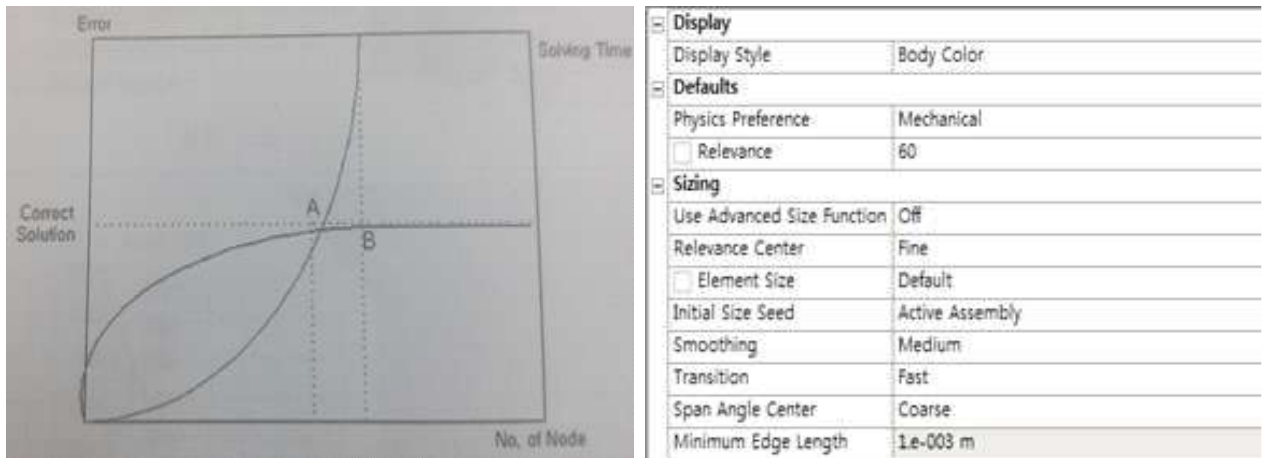 Error
Solving Time
Correct
Solution
A
B
No. of Node
Display
Display Style Body Color
Defaults
Physics Preference Mechanical
Relevance 60
Sizing
Use Advanced Size Function Off
Relevance Center Fine
Element Size Default
Initial Size Seed Active Assembly
Smoothing Medium
Transition Fast
Span Angle Center Coarse
Minimum Edge Length 1.e-003 m